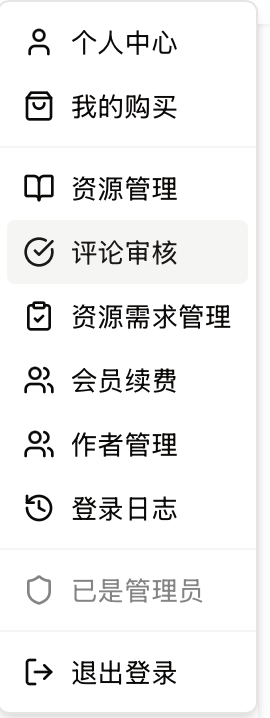 个人中心
我的购买
资源管理
评论审核
资源需求管理
会员续费
作者管理
登录日志
已是管理员
退出登录